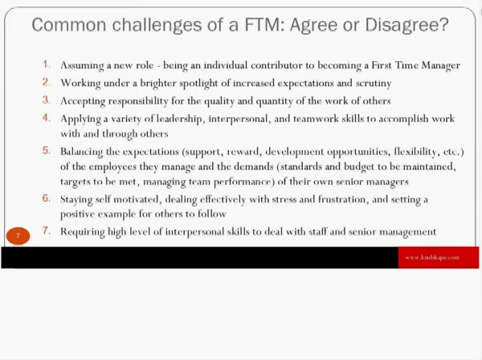 Common challenges of a FTM: Agree or Disagree?
1. Assuming a new role - being an individual contributor to becoming a First Time Manager
2. Working under a brighter spotlight of increased expectations and scrutiny
3. Accepting responsibility for the quality and quantity of the work of others
4. Applying a variety of leadership, interpersonal, and teamwork skills to accomplish work
with and through others
5. Balancing the expectations (support, reward, development opportunities, flexibility, etc.)
of the employees they manage and the demands (standards and budget to be maintained,
targets to be met, managing team performance) of their own senior managers
6. Staying self motivated, dealing effectively with stress and frustration, and setting a
positive example for others to follow
7. Requiring high level of interpersonal skills to deal with staff and senior management
7